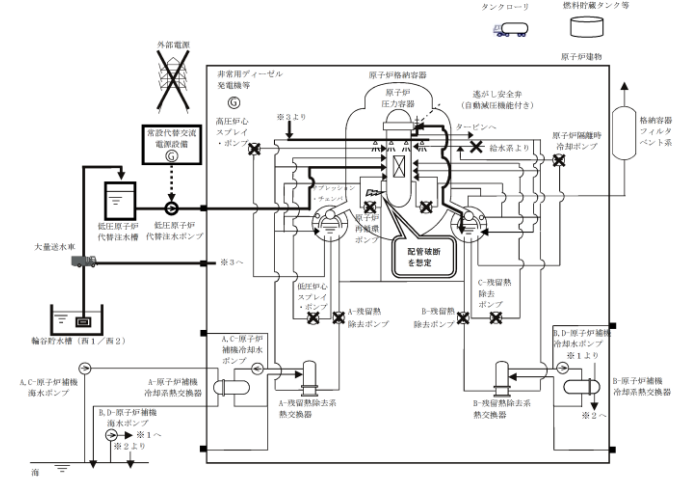 タンクローリ
燃料貯蔵タンク等
外部電源
原子炉建物
非常用ディーゼル
発電機等
G
原子炉格納容器
原子炉
圧力容器
逃がし安全弁
(自動減圧機能付き)
※3より
高圧炉心
スプレイ
・ポンプ
タービンへ
給水系より
原子炉隔離時
冷却ポンプ
格納容器
フィルタ
ベント系
常設代替交流
電源設備
G
サプレッション
・チェンバ
低圧原子炉
代替注水槽
低圧原子炉
代替注水ポンプ
原子炉
再循環
ポンプ
配管破断
を想定
大量送水車
※3へ
輪谷貯水槽(西1/西2)
低圧炉心
スプレイ
・ポンプ
A-残留熱
除去ポンプ
B-残留熱
除去ポンプ
C-残留熱
除去
ポンプ
A,C-原子炉
補機冷却水
ポンプ
B,D-原子炉補機
冷却水ポンプ
※1より
A,C-原子炉補機
海水ポンプ
A-原子炉補機
冷却系熱交換器
A-残留熱除去系
熱交換器
B-残留熱除去系
熱交換器
B-原子炉補機
冷却系熱交換器
※2へ
B,D-原子炉補機
海水ポンプ
※1へ
※2より
海